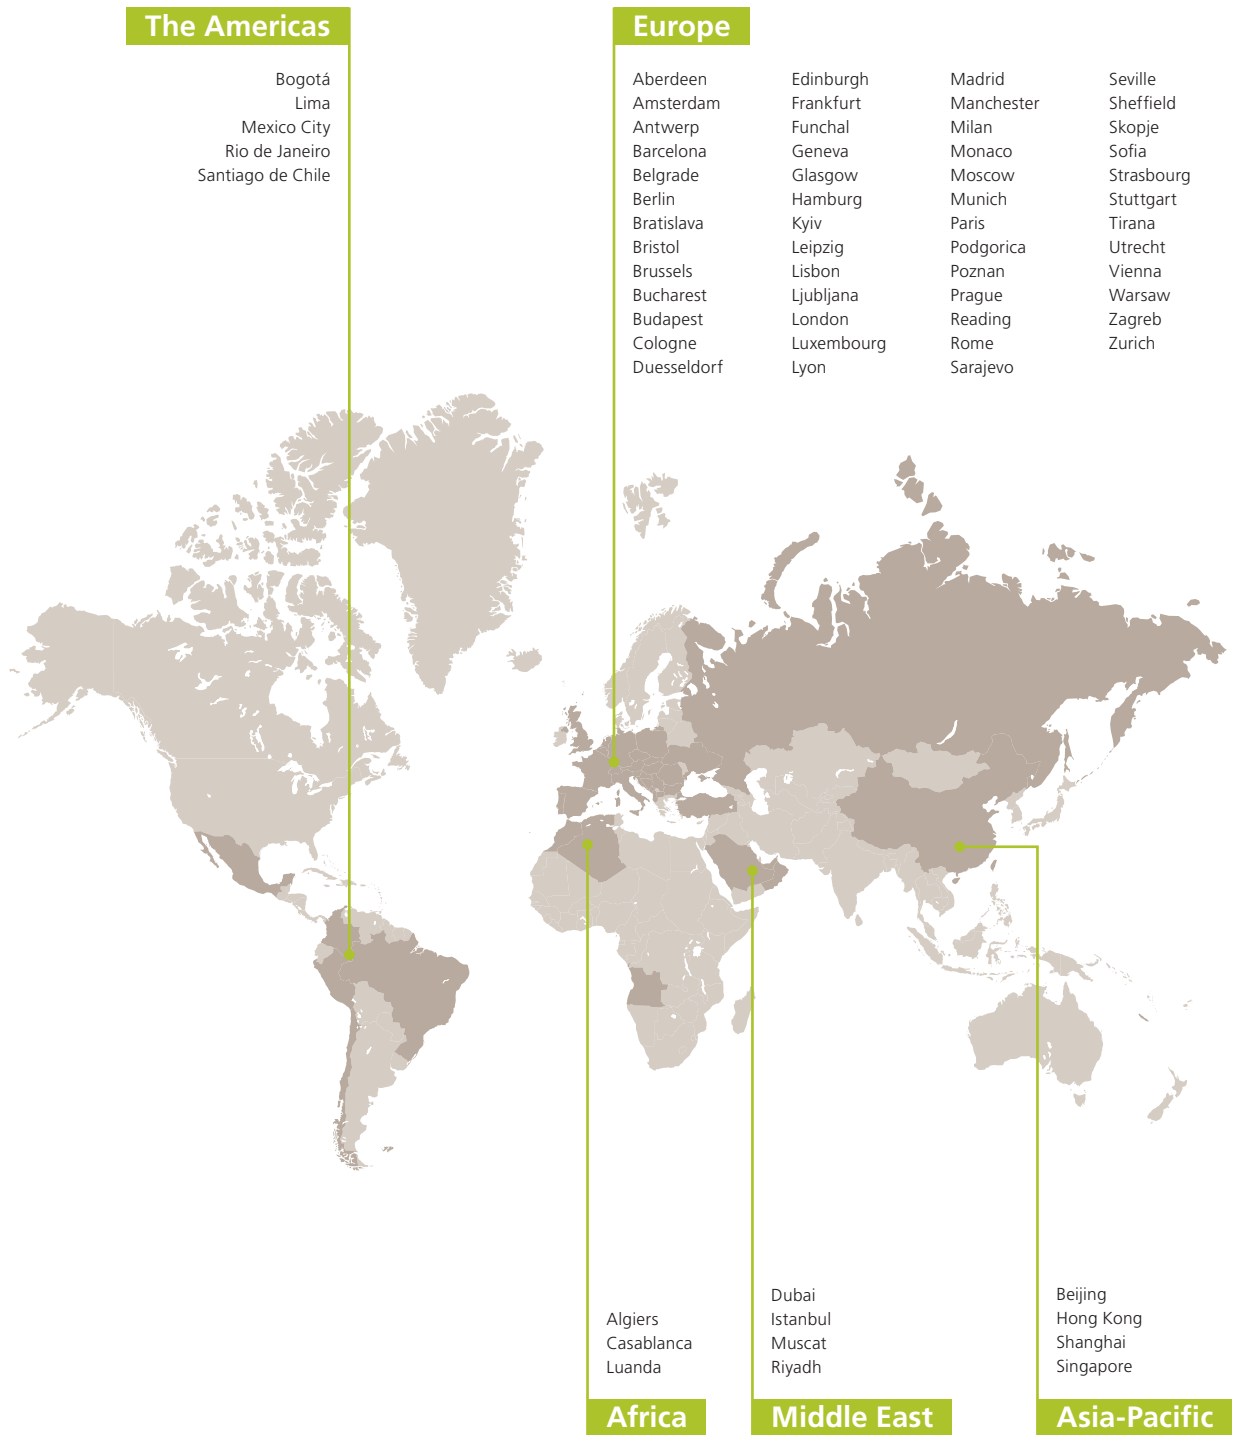 The Americas
Bogotá
Lima
Mexico City
Rio de Janeiro
Santiago de Chile
Europe
Aberdeen
Amsterdam
Antwerp
Barcelona
Belgrade
Berlin
Bratislava
Bristol
Brussels
Bucharest
Budapest
Cologne
Duesseldorf
Edinburgh
Frankfurt
Funchal
Geneva
Glasgow
Hamburg
Kyiv
Leipzig
Lisbon
Ljubljana
London
Luxembourg
Lyon
Madrid
Manchester
Milan
Monaco
Moscow
Munich
Paris
Podgorica
Poznan
Prague
Reading
Rome
Sarajevo
Seville
Sheffield
Skopje
Sofia
Strasbourg
Stuttgart
Tirana
Utrecht
Vienna
Warsaw
Zagreb
Zurich
Algiers
Casablanca
Luanda
Africa
Dubai
Istanbul
Muscat
Riyadh
Middle East
Beijing
Hong Kong
Shanghai
Singapore
Asia-Pacific